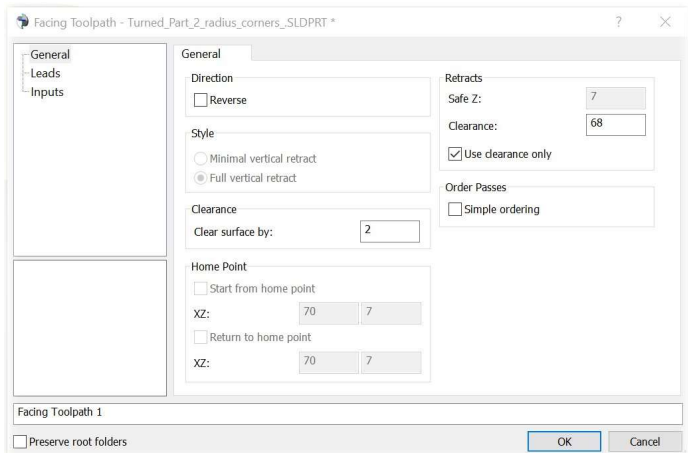 Facing Toolpath - Turned_Part_2_radius_corners_.SLDPRT *
?
General
Leads
Inputs
General
Direction
Reverse
Style
Minimal vertical retract
Full vertical retract
Clearance
Clear surface by:
2
Home Point
Start from home point
XZ:
70
7
Return to home point
XZ:
70
7
Retracts
Safe Z:
7
Clearance:
68
Use clearance only
Order Passes
Simple ordering
Facing Toolpath 1
Preserve root folders
OK
Cancel